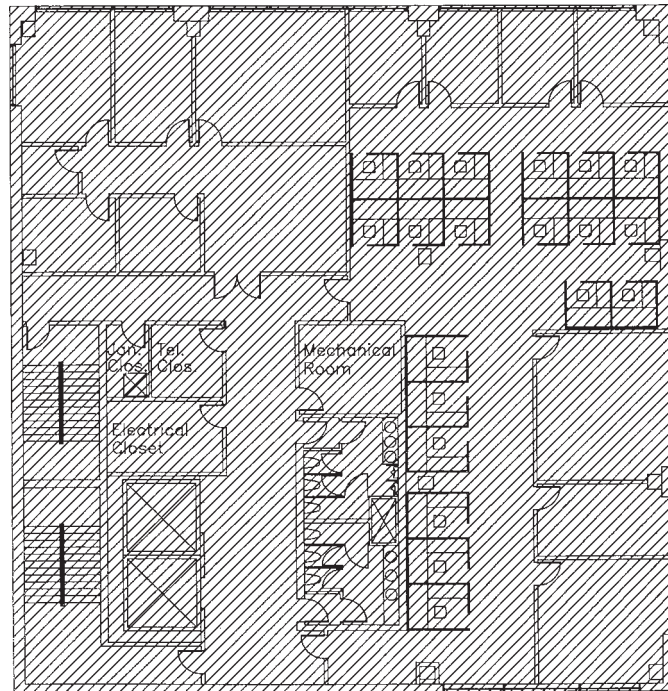 Jan. Tel.
Clos. Clos.
Mechanical
Room
Electrical
Closet